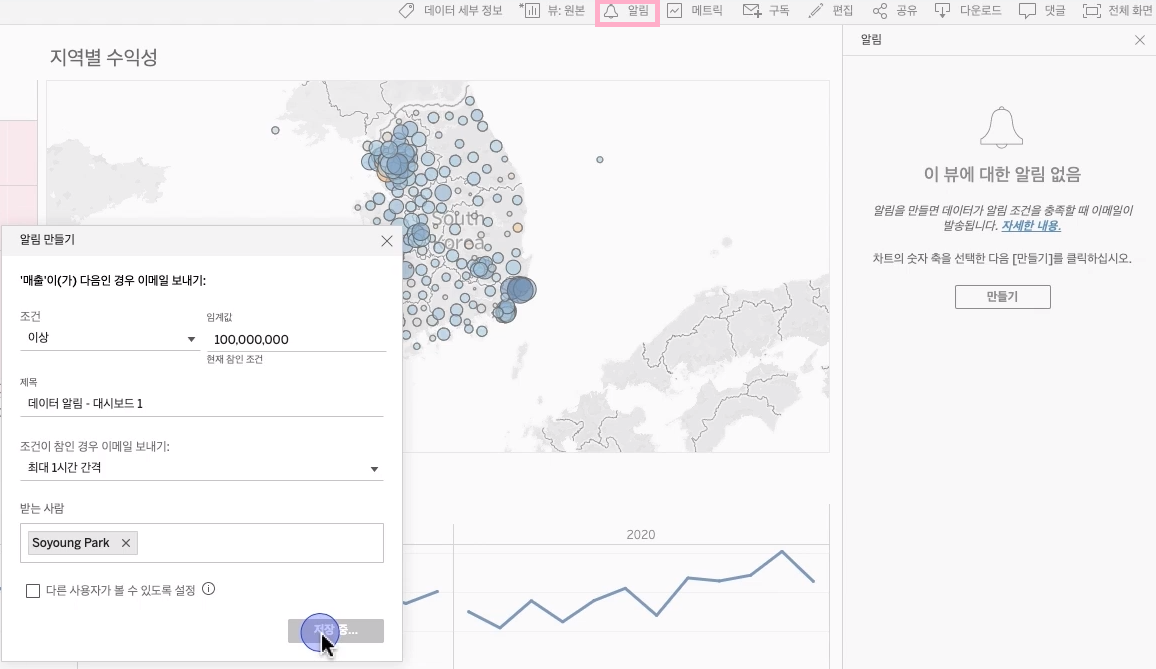 데이터 세부 정보
뷰: 원본
알림
메트릭
구독
편집
공유
다운로드
댓글
전체 화면
지역별 수익성
South
Korea
알림
이 뷰에 대한 알림 없음
알림을 만들면 데이터가 알림 조건을 충족할 때 이메일이
발송됩니다. 자세한 내용.
차트의 숫자 축을 선택한 다음 [만들기]를 클릭하십시오.
만들기
알림 만들기
'매출'이(가) 다음인 경우 이메일 보내기:
조건
임계값
이상
100,000,000
현재 참인 조건
제목
데이터 알림 - 대시보드 1
조건이 참인 경우 이메일 보내기:
최대 1시간 간격
받는 사람
Soyoung Park
다른 사용자가 볼 수 있도록 설정
저장 중...
2020